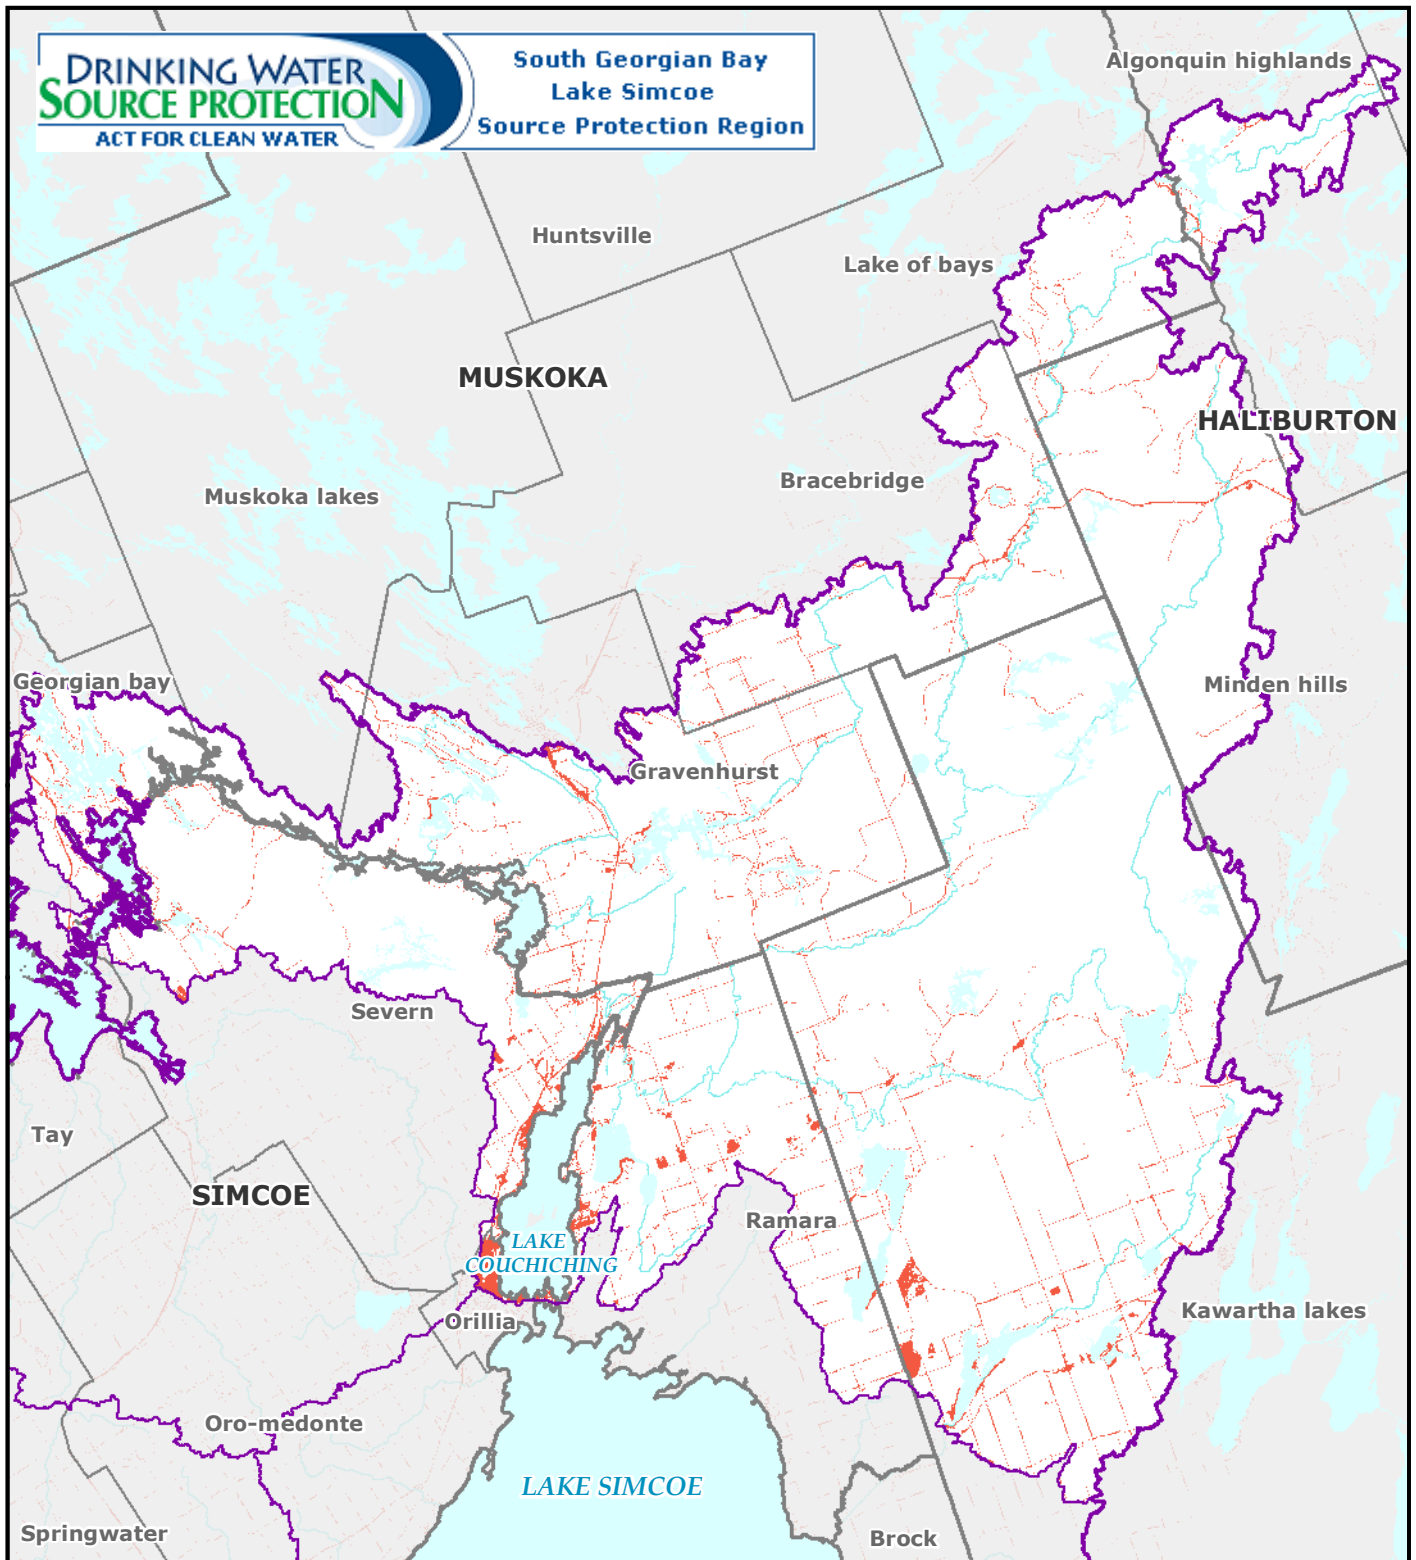 DRINKING WATER
SOURCE PROTECTION
ACT FOR CLEAN WATER
South Georgian Bay
Lake Simcoe
Source Protection Region
Algonquin highlands
Huntsville
Lake of bays
MUSKOKA
HALIBURTON
Bracebridge
Muskoka lakes
Georgian bay
Minden hills
Gravenhurst
Severn
Tay
SIMCOE
Ramara
LAKE
COUCHICHING
Orillia
Kawartha lakes
Oro-medonte
LAKE SIMCOE
Springwater
Brock